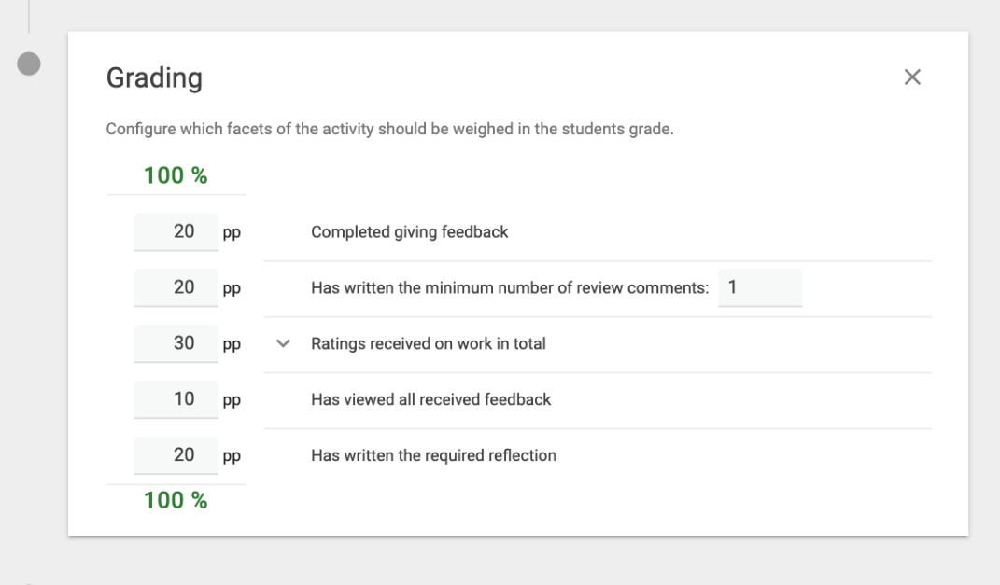 Grading
Configure which facets of the activity should be weighed in the students grade.
100 %
20 pp Completed giving feedback
20 pp Has written the minimum number of review comments: 1
30 pp Ratings received on work in total
10 pp Has viewed all received feedback
20 pp Has written the required reflection
100 %